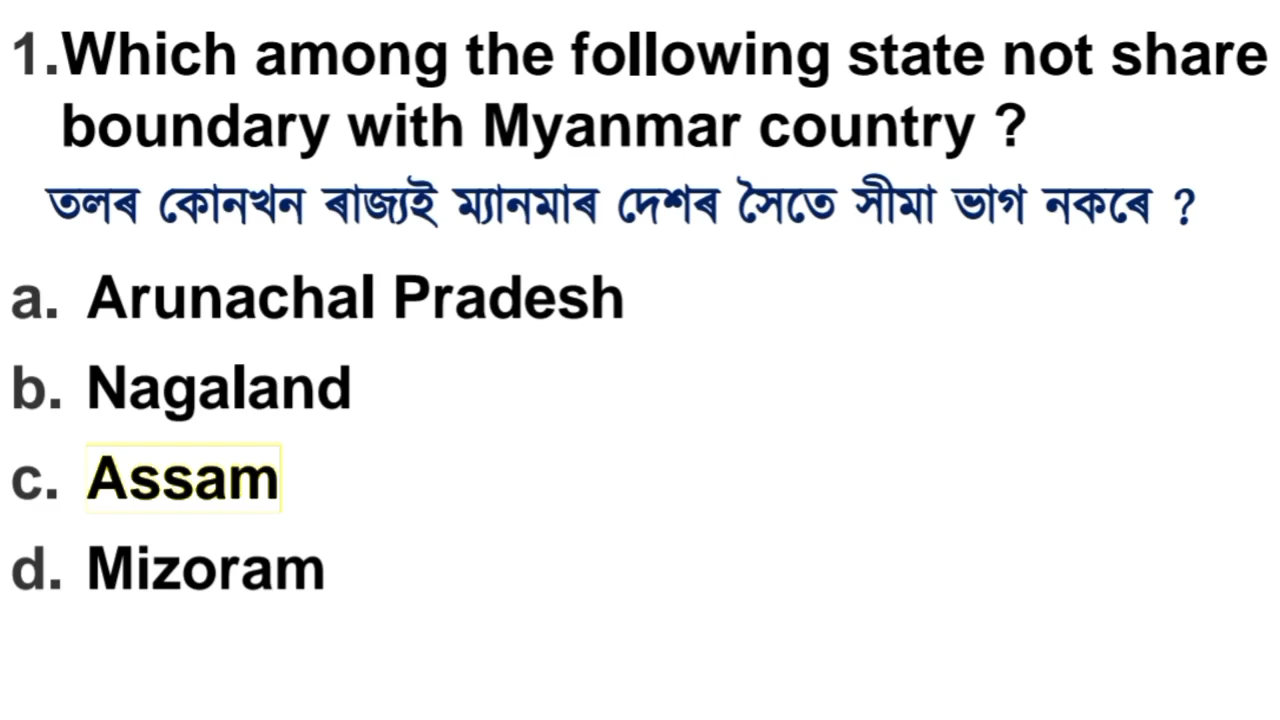 1.Which among the following state not share
boundary with Myanmar country ?
তলৰ কোনখন ৰাজ্যই ম্যানমাৰ দেশৰ সৈতে সীমা ভাগ নকৰে ?
a. Arunachal Pradesh
b. Nagaland
c. Assam
d. Mizoram